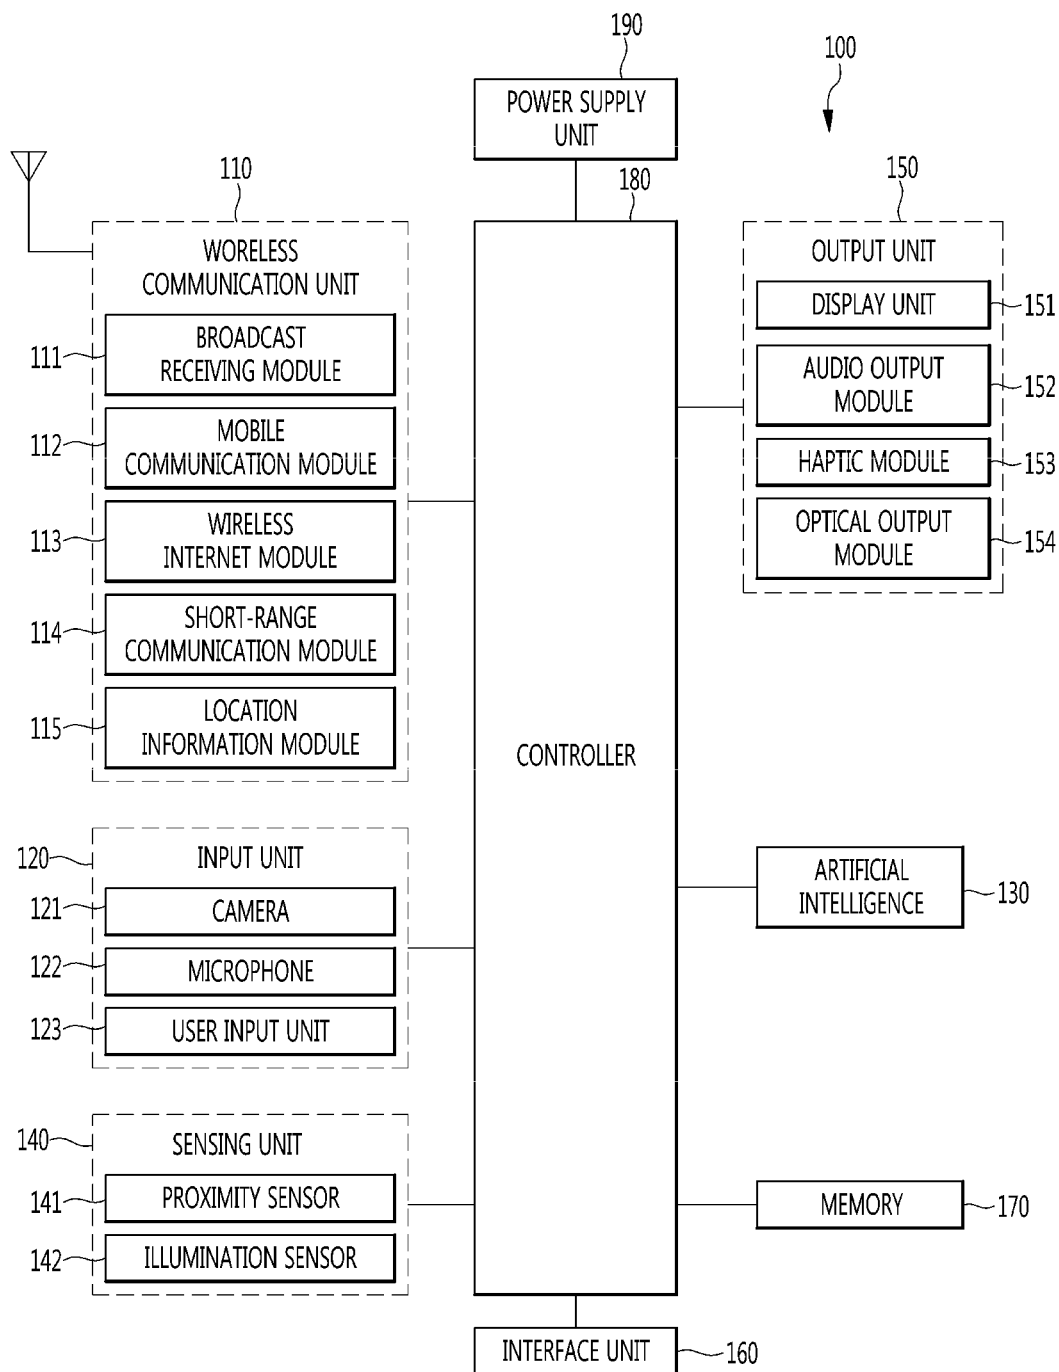 190
100
POWER SUPPLY
UNIT
110
180
150
WORELESS
COMMUNICATION UNIT
111
BROADCAST
RECEIVING MODULE
112
MOBILE
COMMUNICATION MODULE
113
WIRELESS
INTERNET MODULE
114
SHORT-RANGE
COMMUNICATION MODULE
115
LOCATION
INFORMATION MODULE
OUTPUT UNIT
DISPLAY UNIT
151
AUDIO OUTPUT
MODULE
152
HAPTIC MODULE
153
OPTICAL OUTPUT
MODULE
154
CONTROLLER
120
INPUT UNIT
121
CAMERA
122
MICROPHONE
123
USER INPUT UNIT
ARTIFICIAL
INTELLIGENCE
130
140
SENSING UNIT
141
PROXIMITY SENSOR
142
ILLUMINATION SENSOR
MEMORY
170
INTERFACE UNIT
160